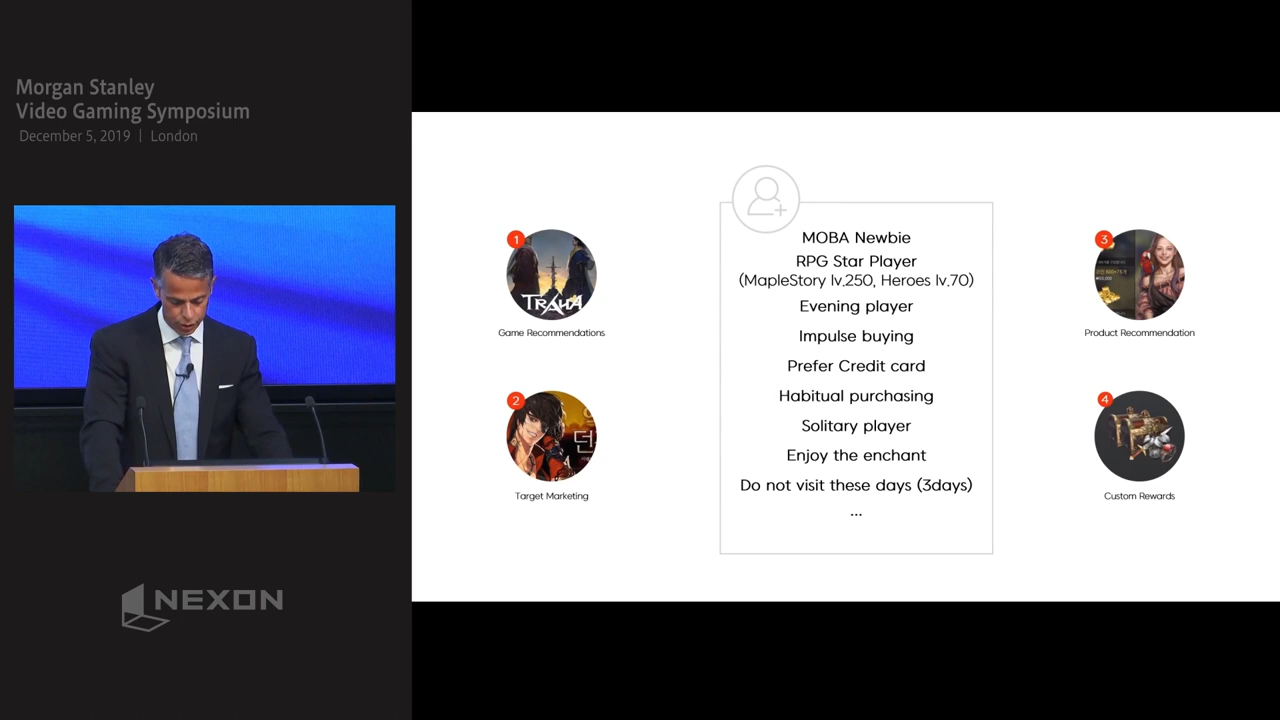 Morgan Stanley
Video Gaming Symposium
December 5, 2019 | London
NEXON
1
TRAHA
Game Recommendations
2
Target Marketing
MOBA Newbie
RPG Star Player
(MapleStory lv.250, Heroes lv.70)
Evening player
Impulse buying
Prefer Credit card
Habitual purchasing
Solitary player
Enjoy the enchant
Do not visit these days (3days)
...
3
Product Recommendation
4
Custom Rewards